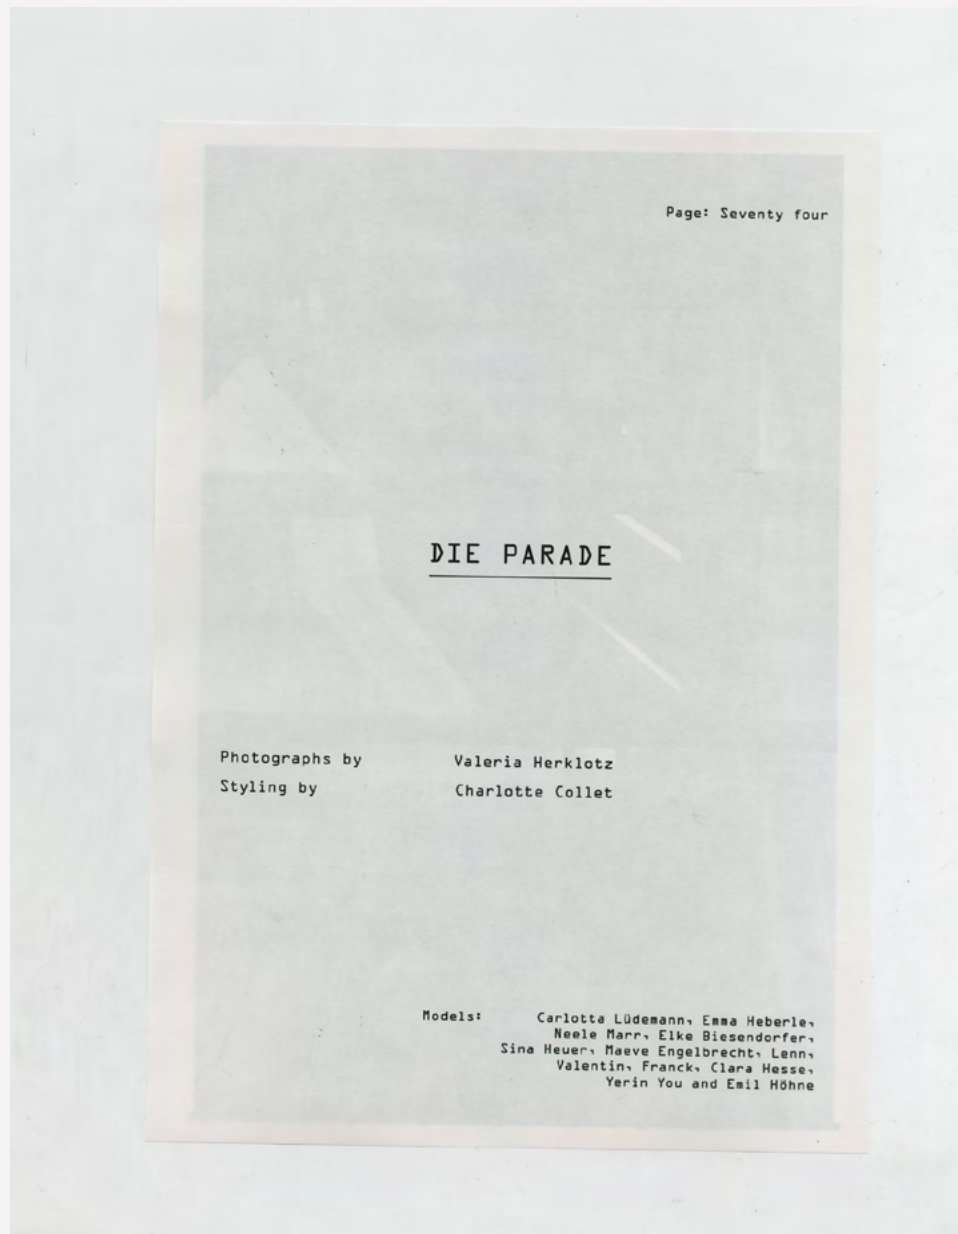 Page: Seventy four
DIE PARADE
Photographs by Valeria Herklotz
Styling by Charlotte Collet
Models: Carlotta Lüdemann, Emma Heberle,
Neele Marr, Elke Biesendorfer,
Sina Heuer, Maeve Engelbrecht, Lenn,
Valentin, Franck, Clara Hesse,
Yerin You and Emil Höhne